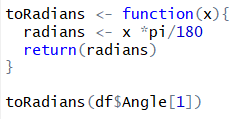 toRadians <- function(x){
  radians <- x *pi/180
  return(radians)
}

toRadians(df$Angle[1])